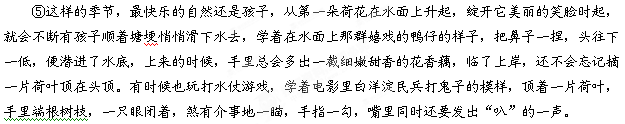 ⑤这样的季节，最快乐的自然还是孩子，从第一朵荷花在水面上升起，绽开它美丽的笑脸时起，
就会不断有孩子顺着塘埂悄悄滑下水去，学着在水面上那群嬉戏的鸭仔的样子，把鼻子一捏，头往下
一低，便潜进了水底，上来的时候，手里总会多出一截细嫩甜香的花香藕，临了上岸，还不会忘记摘
一片荷叶顶在头顶。有时候也玩打水仗游戏，学着电影里白洋淀民兵打鬼子的模样，顶着一片荷叶，
手里端根树枝，一只眼闭着，煞有介事地一瞄，手指一勾，嘴里同时还要发出“叭”的一声。